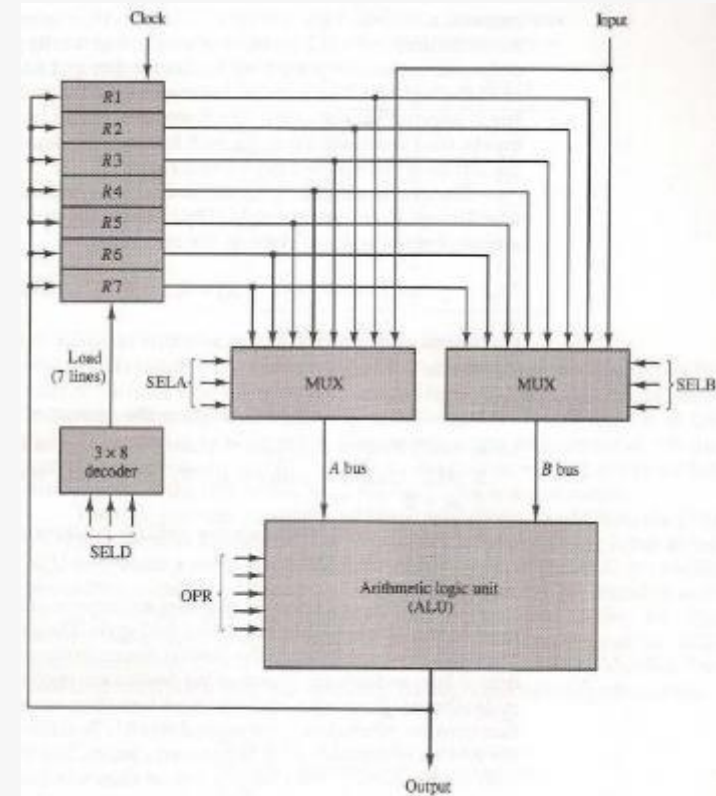 Clock
Input
R1
R2
R3
R4
R5
R6
R7
Load
(7 lines)
SELA
MUX
MUX
SELB
3 × 8
decoder
A bus
B bus
SELD
OPR
Arithmetic logic unit
(ALU)
Output